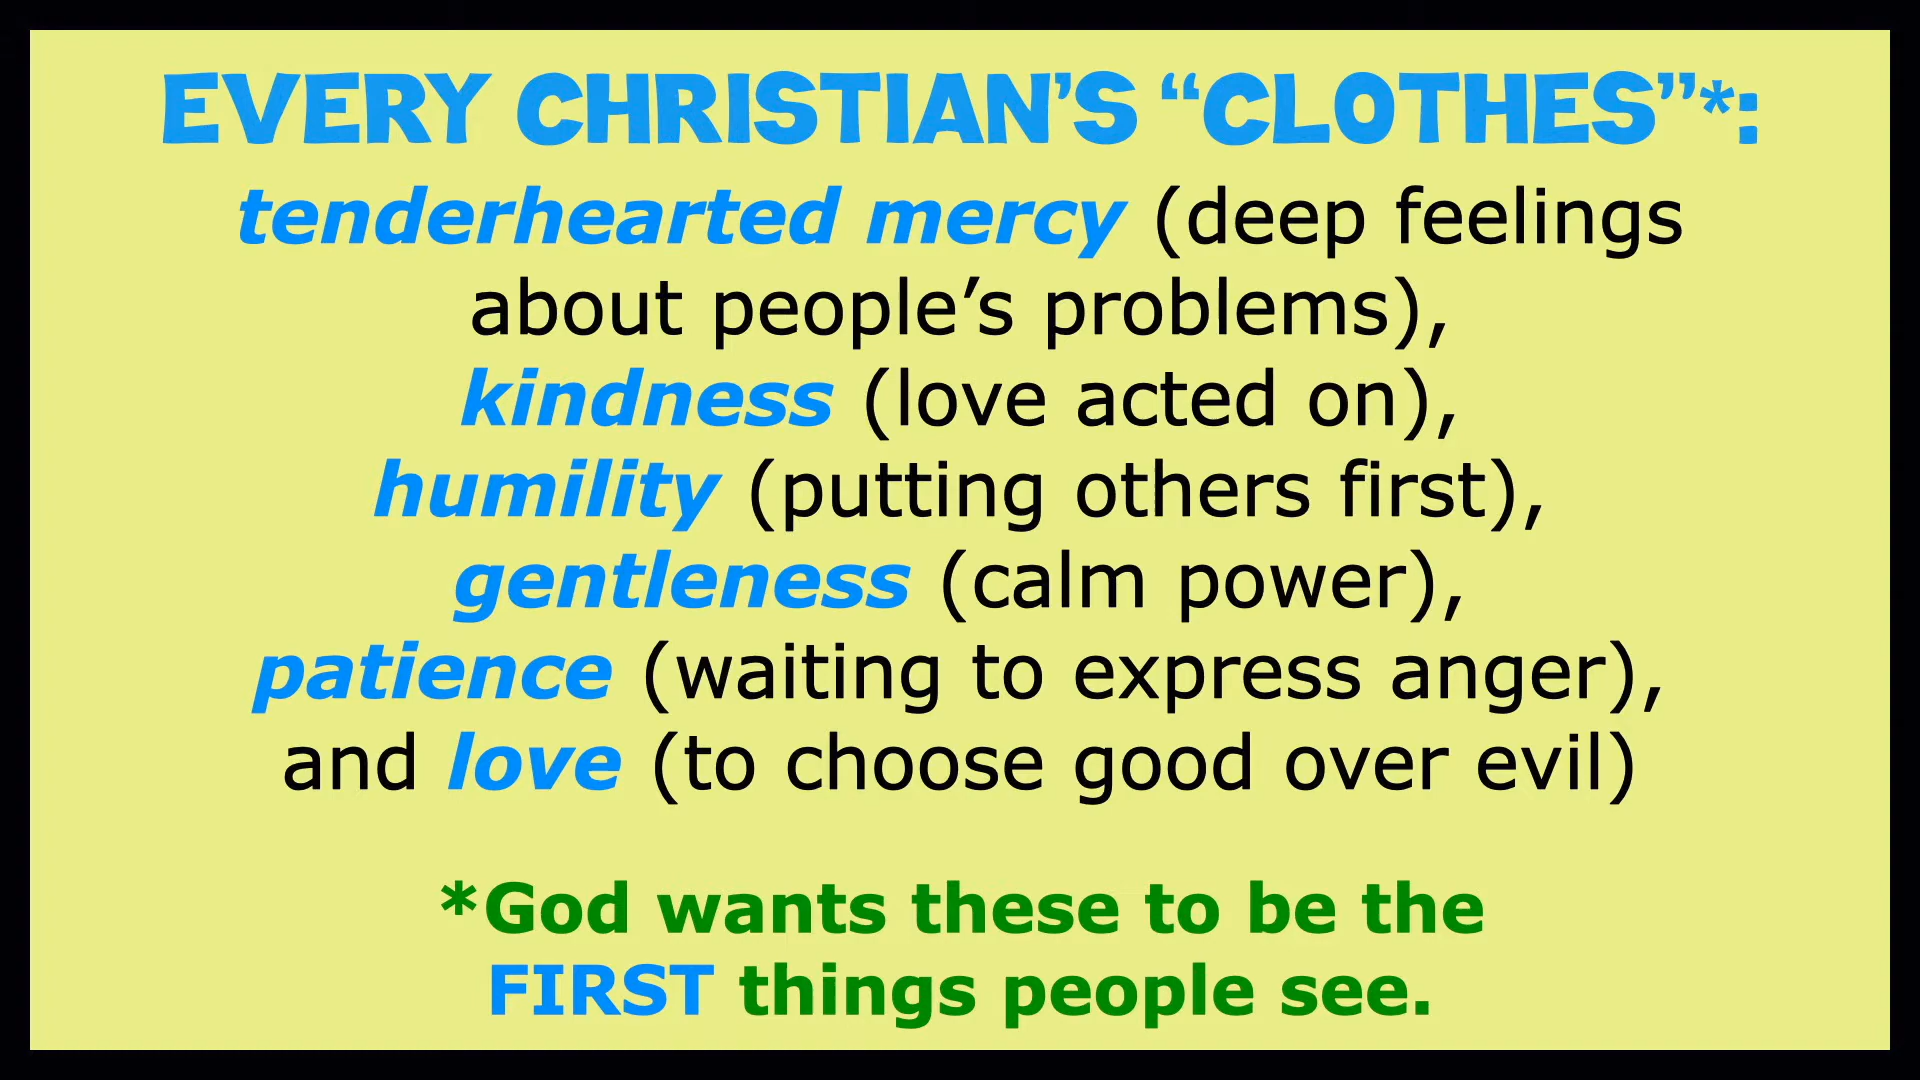 EVERY CHRISTIAN’S “CLOTHES”*:
tenderhearted mercy (deep feelings
about people’s problems),
kindness (love acted on),
humility (putting others first),
gentleness (calm power),
patience (waiting to express anger),
and love (to choose good over evil)
*God wants these to be the
FIRST things people see.